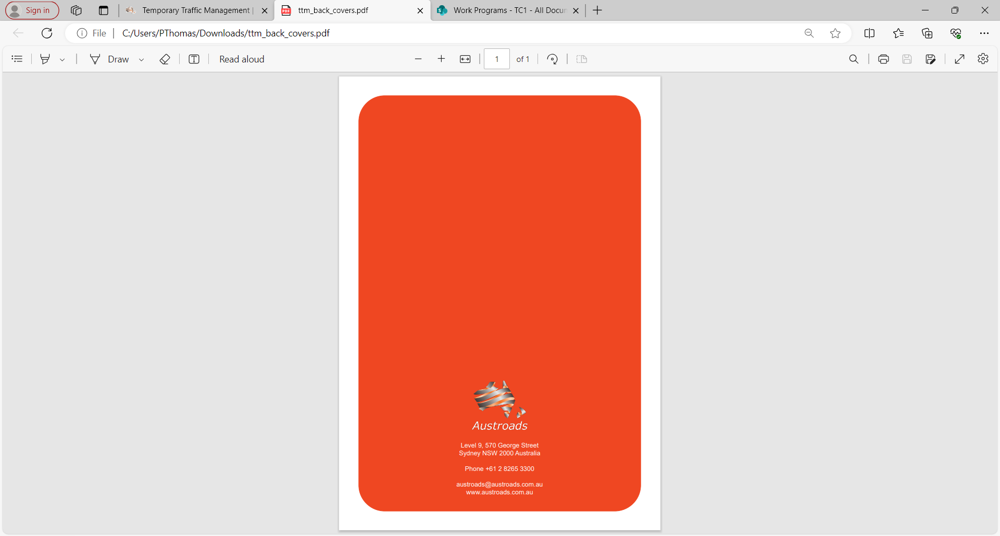 Sign in
Temporary Traffic Management |
ttm_back_covers.pdf
Work Programs - TC1 - All Docu
File
C:/Users/PThomas/Downloads/ttm_back_covers.pdf
Draw
Read aloud
1
of 1
Austroads
Level 9, 570 George Street
Sydney NSW 2000 Australia
Phone +61 2 8265 3300
austroads@austroads.com.au
www.austroads.com.au